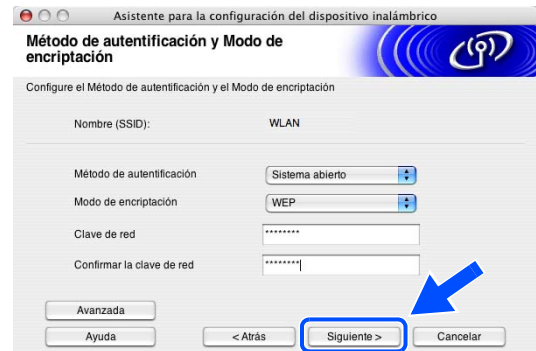 Asistente para la configuración del dispositivo inalámbrico
Método de autentificación y Modo de
encriptación
Configure el Método de autentificación y el Modo de encriptación
Nombre (SSID): WLAN
Método de autentificación Sistema abierto
Modo de encriptación WEP
Clave de red ********
Confirmar la clave de red ********
Avanzada
Ayuda < Atrás Siguiente > Cancelar